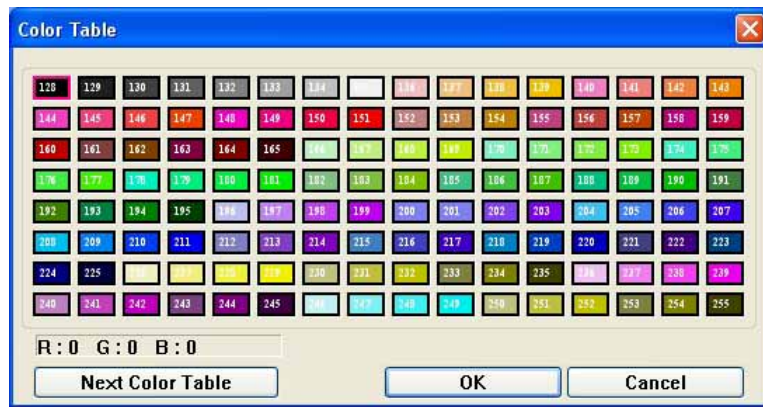 Color Table
128 129 130 131 132 133 134 136 137 138 139 140 141 142 143
144 145 146 147 148 149 150 151 152 153 154 155 156 157 158 159
160 161 162 163 164 165 166 167 168 169 170 171 172 173 174 175
176 177 178 179 180 181 182 183 184 185 186 187 188 189 190 191
192 193 194 195 196 197 198 199 200 201 202 203 204 205 206 207
208 209 210 211 212 213 214 215 216 217 218 219 220 221 222 223
224 225 228 229 230 231 232 233 234 235 236 237 238 239
240 241 242 243 244 245 246 247 248 249 250 251 252 253 254 255
R:0 G:0 B:0
Next Color Table OK Cancel